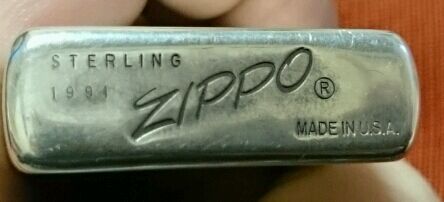 STERLING
1994
ZIPPO ®
MADE IN U.S.A.